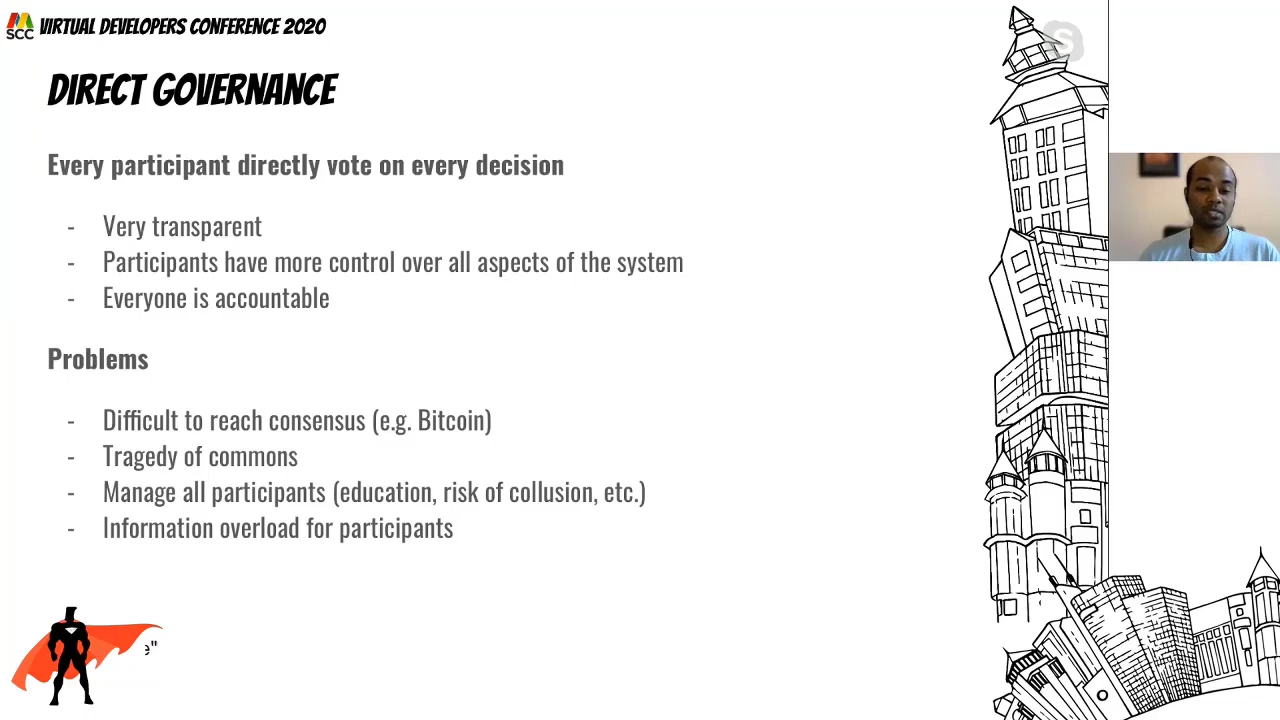 SCC VIRTUAL DEVELOPERS CONFERENCE 2020
S
DIRECT GOVERNANCE
Every participant directly vote on every decision
- Very transparent
- Participants have more control over all aspects of the system
- Everyone is accountable
Problems
- Difficult to reach consensus (e.g. Bitcoin)
- Tragedy of commons
- Manage all participants (education, risk of collusion, etc.)
- Information overload for participants
e"